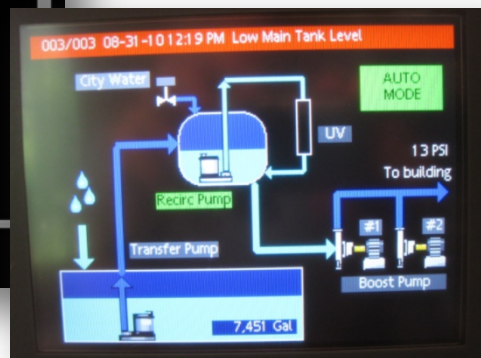 003/003 08-31-10 12:19 PM Low Main Tank Level
City Water
AUTO
MODE
UV
13 PSI
To building
Recirc Pump
#1
#2
Transfer Pump
Boost Pump
7,451 Gal